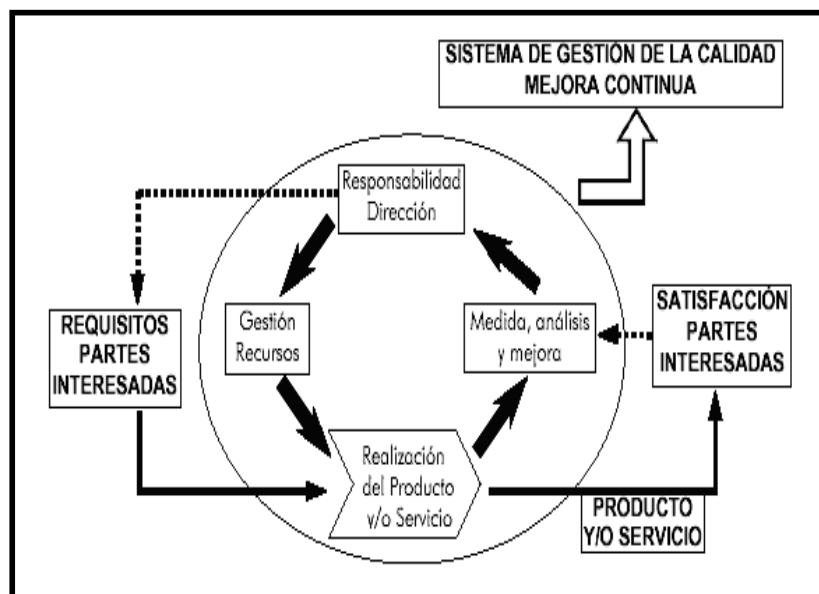 SISTEMA DE GESTIÓN DE LA CALIDAD
MEJORA CONTINUA
Responsabilidad
Dirección
REQUISITOS
PARTES
INTERESADAS
Gestión
Recursos
Medida, análisis
y mejora
SATISFACCIÓN
PARTES
INTERESADAS
Realización
del Producto
y/o Servicio
PRODUCTO
Y/O SERVICIO